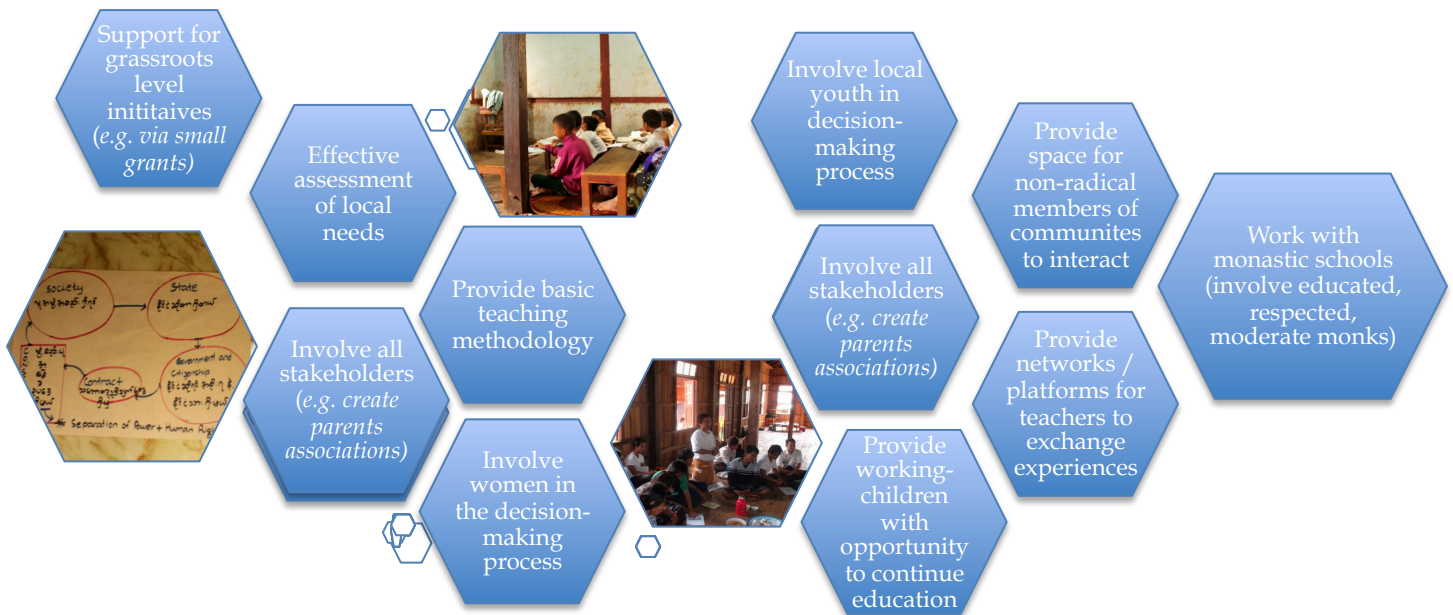 Support for
grassroots
level
inititaives
(e.g. via small
grants)
Effective
assessment
of local
needs
Society
State
Government and
Citizenship
Contract
* Separation of Power + Human Rig
Involve all
stakeholders
(e.g. create
parents
associations)
Provide basic
teaching
methodology
Involve
women in
the decision-
making
process
Involve local
youth in
decision-
making
process
Involve all
stakeholders
(e.g. create
parents
associations)
Provide
working-
children
with
opportunity
to continue
education
Provide
space for
non-radical
members of
communites
to interact
Provide
networks /
platforms for
teachers to
exchange
experiences
Work with
monastic schools
(involve educated,
respected,
moderate monks)